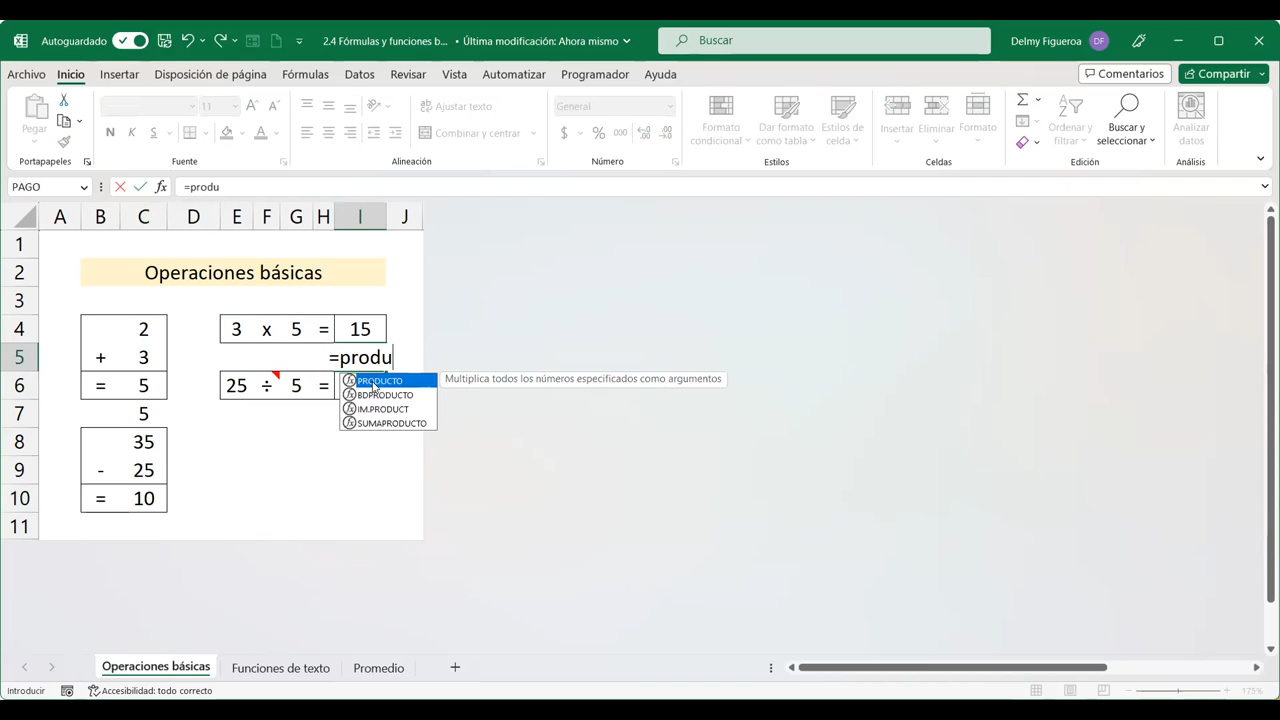 Autoguardado 2.4 Fórmulas y funciones b... • Última modificación: Ahora mismo Buscar Delmy Figueroa DF
Archivo Inicio Insertar Disposición de página Fórmulas Datos Revisar Vista Automatizar Programador Ayuda Comentarios Compartir
Pegar
11
Ajustar texto
General
Combinar y centrar
N K S
$ % 000
Formato condicional
Dar formato como tabla
Estilos de celda
Insertar Eliminar Formato
Ordenar y filtrar
Buscar y seleccionar
Analizar datos
Portapapeles Fuente Alineación Número Estilos Celdas Edición Análisis
PAGO fx =produ
A B C D E F G H I J
1
2 Operaciones básicas
3
4 2 3 x 5 = 15
5 + 3 =produ
6 = 5 25 ÷ 5 =
PRODUCTO Multiplica todos los números especificados como argumentos
BDPRODUCTO
IM.PRODUCT
SUMAPRODUCTO
7 5
8 35
9 - 25
10 = 10
11
Operaciones básicas Funciones de texto Promedio +
Introducir Accesibilidad: todo correcto 175%